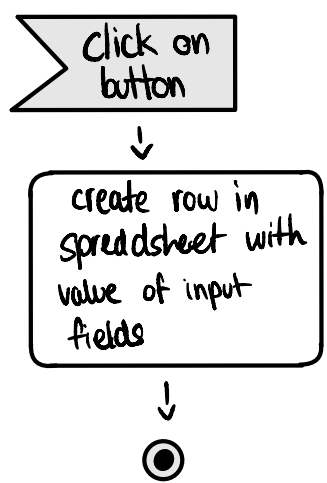 click on
button
create row in
spreadsheet with
value of input
fields